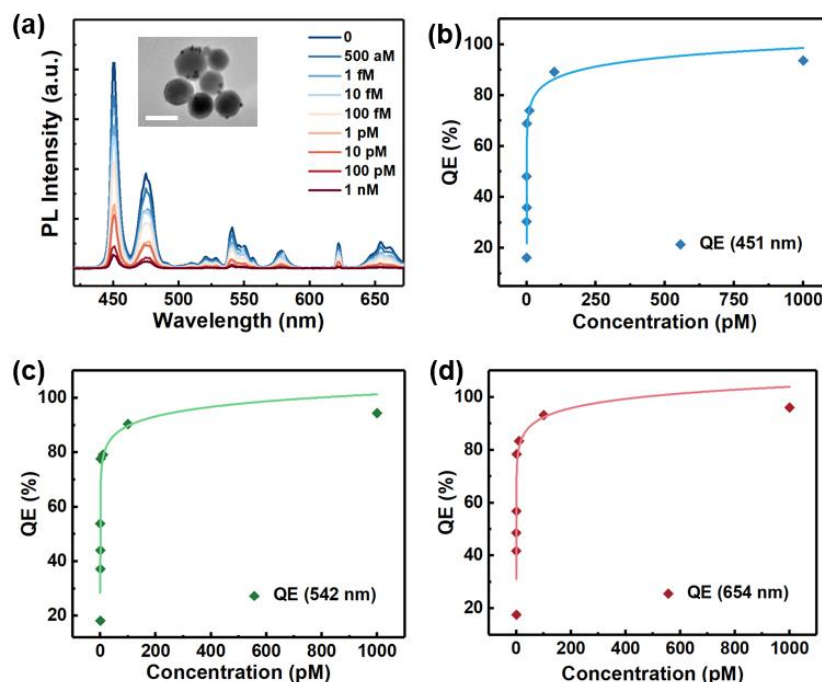 (a)
PL Intensity (a.u.)
0
500 aM
1 fM
10 fM
100 fM
1 pM
10 pM
100 pM
1 nM
450 500 550 600 650
Wavelength (nm)
(b)
QE (%)
100
80
60
40
20
QE (451 nm)
0 250 500 750 1000
Concentration (pM)
(c)
QE (%)
100
80
60
40
20
QE (542 nm)
0 200 400 600 800 1000
Concentration (pM)
(d)
QE (%)
100
80
60
40
20
QE (654 nm)
0 200 400 600 800 1000
Concentration (pM)